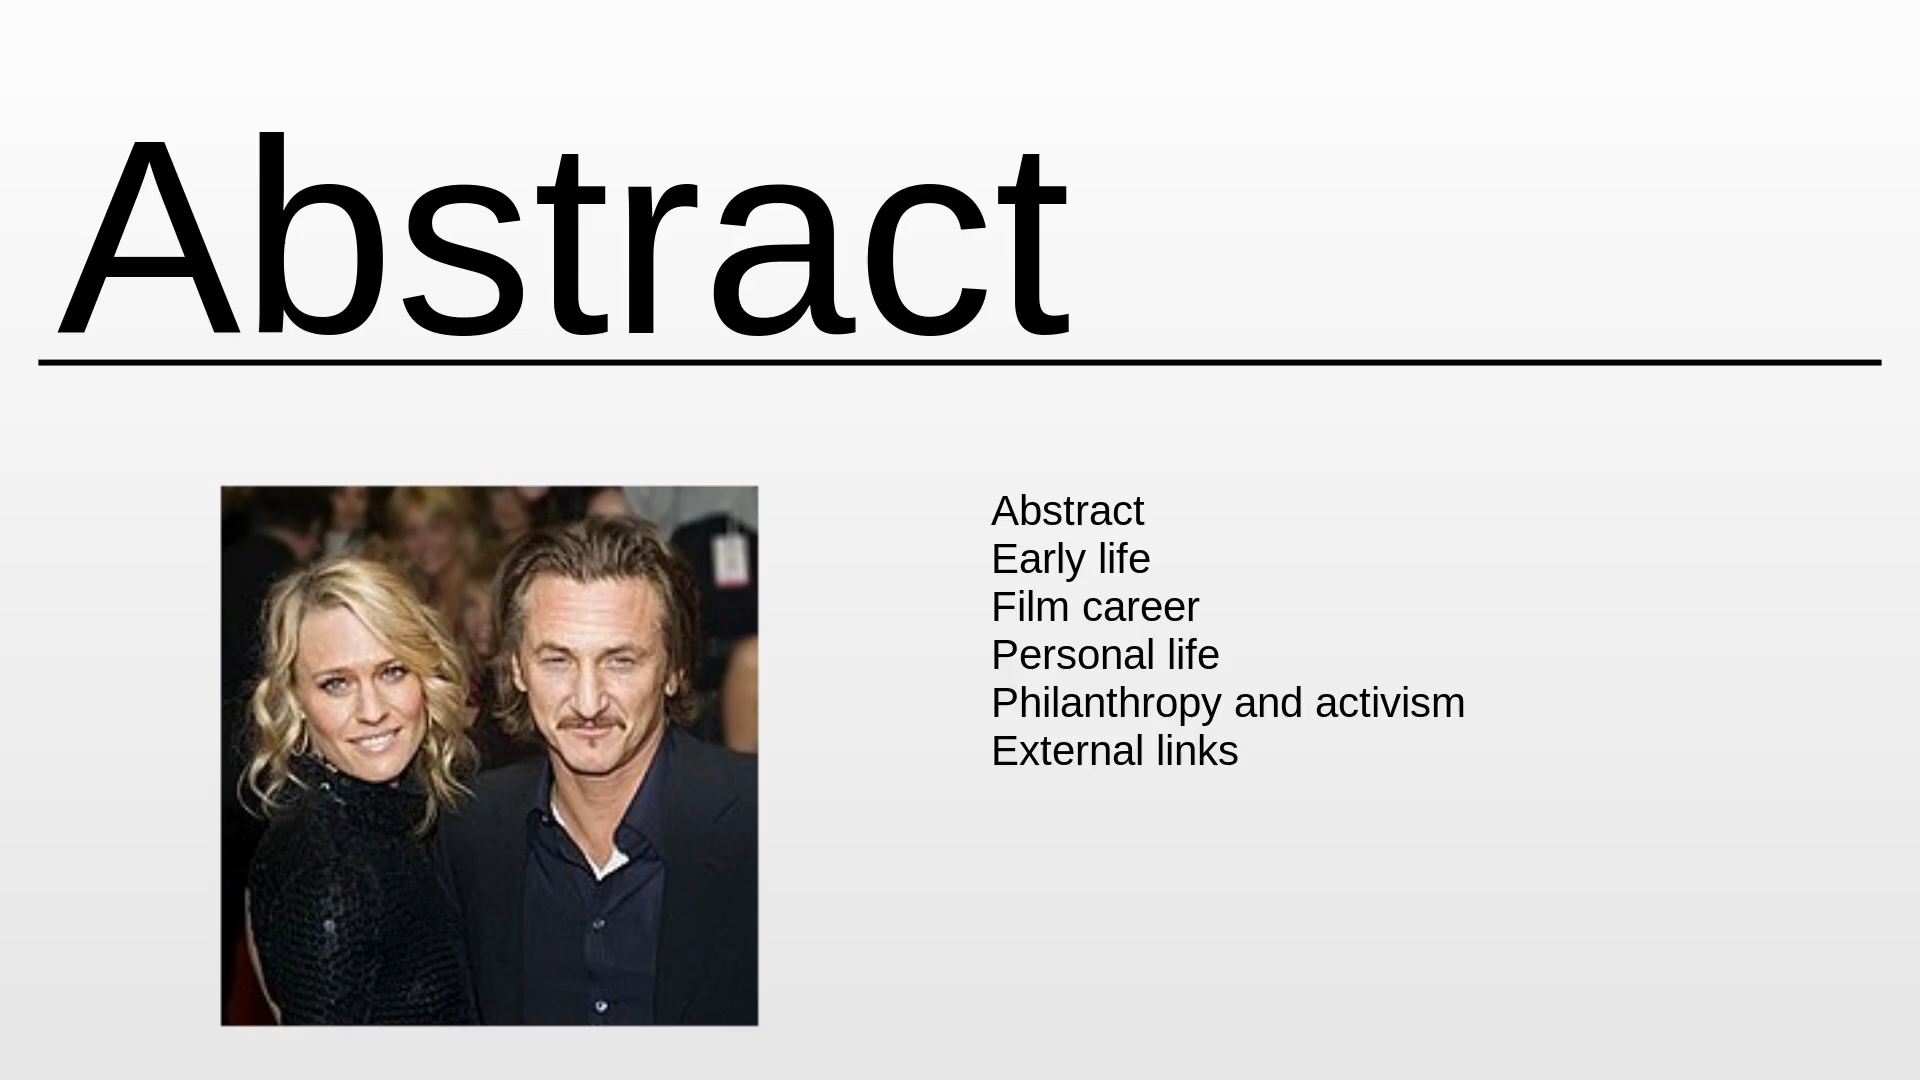 Abstract
Abstract
Early life
Film career
Personal life
Philanthropy and activism
External links